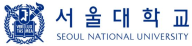 서울대학교
SEOUL NATIONAL UNIVERSITY